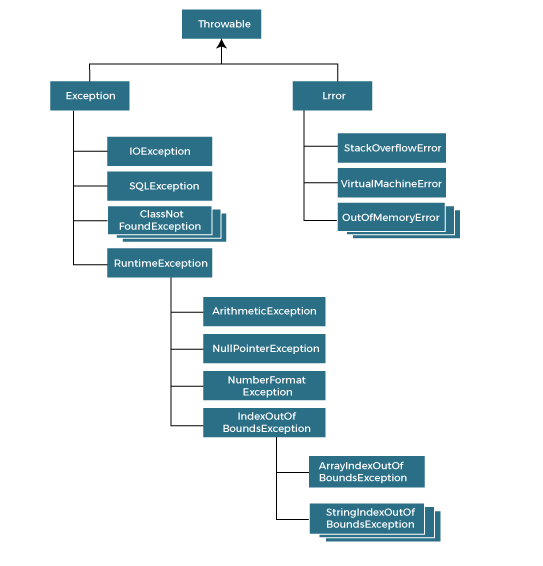 Throwable
Exception
Lrror
IOException
StackOverflowError
SQLException
VirtualMachineError
ClassNot
FoundException
OutOfMemoryError
RuntimeException
ArithmeticException
NullPointerException
NumberFormat
Exception
IndexOutOf
BoundsException
ArrayIndexOutOf
BoundsException
StringIndexOutOf
BoundsException